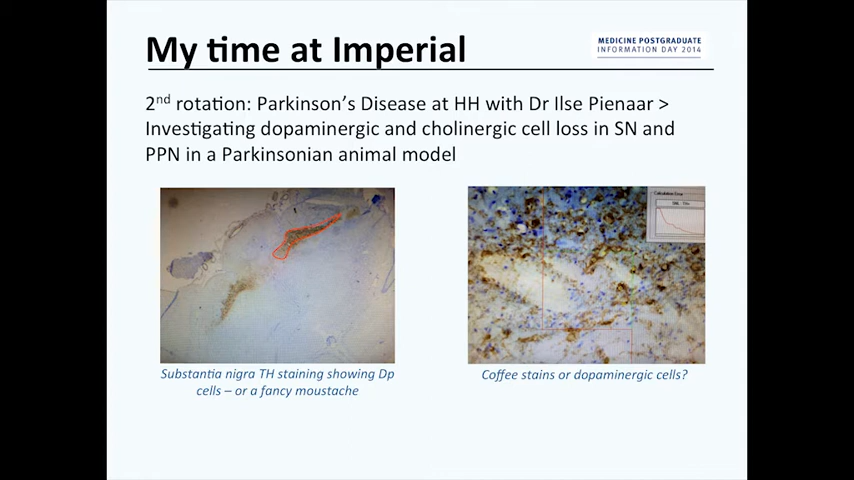 My time at Imperial
MEDICINE POSTGRADUATE
INFORMATION DAY 2014
2nd rotation: Parkinson's Disease at HH with Dr Ilse Pienaar >
Investigating dopaminergic and cholinergic cell loss in SN and
PPN in a Parkinsonian animal model
Substantia nigra TH staining showing Dp
cells – or a fancy moustache
Coffee stains or dopaminergic cells?